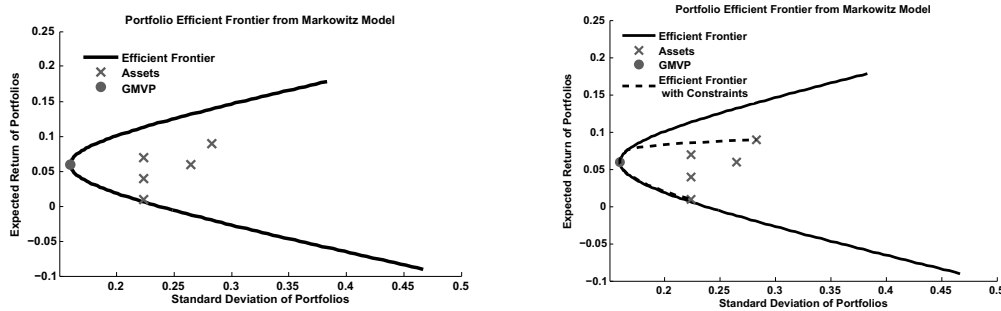 Portfolio Efficient Frontier from Markowitz Model
0.25
0.2
0.15
0.1
0.05
0
−0.05
−0.1
Expected Return of Portfolios
Efficient Frontier
Assets
GMVP
0.2
0.25
0.3
0.35
0.4
0.45
0.5
Standard Deviation of Portfolios
Portfolio Efficient Frontier from Markowitz Model
0.25
0.2
0.15
0.1
0.05
0
−0.05
−0.1
Expected Return of Portfolios
Efficient Frontier
Assets
GMVP
Efficient Frontier
with Constraints
0.2
0.25
0.3
0.35
0.4
0.45
0.5
Standard Deviation of Portfolios